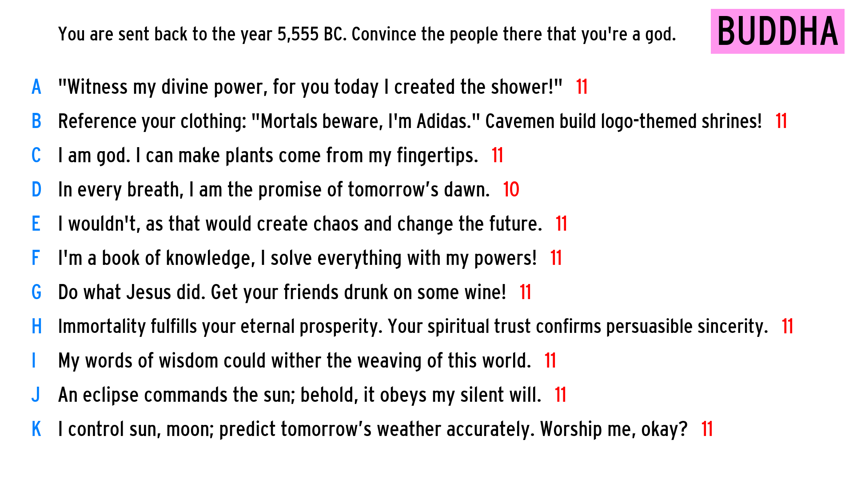 You are sent back to the year 5,555 BC. Convince the people there that you're a god.
BUDDHA
A "Witness my divine power, for you today I created the shower!" 11
B Reference your clothing: "Mortals beware, I'm Adidas." Cavemen build logo-themed shrines! 11
C I am god. I can make plants come from my fingertips. 11
D In every breath, I am the promise of tomorrow’s dawn. 10
E I wouldn't, as that would create chaos and change the future. 11
F I'm a book of knowledge, I solve everything with my powers! 11
G Do what Jesus did. Get your friends drunk on some wine! 11
H Immortality fulfills your eternal prosperity. Your spiritual trust confirms persuasible sincerity. 11
I My words of wisdom could wither the weaving of this world. 11
J An eclipse commands the sun; behold, it obeys my silent will. 11
K I control sun, moon; predict tomorrow’s weather accurately. Worship me, okay? 11